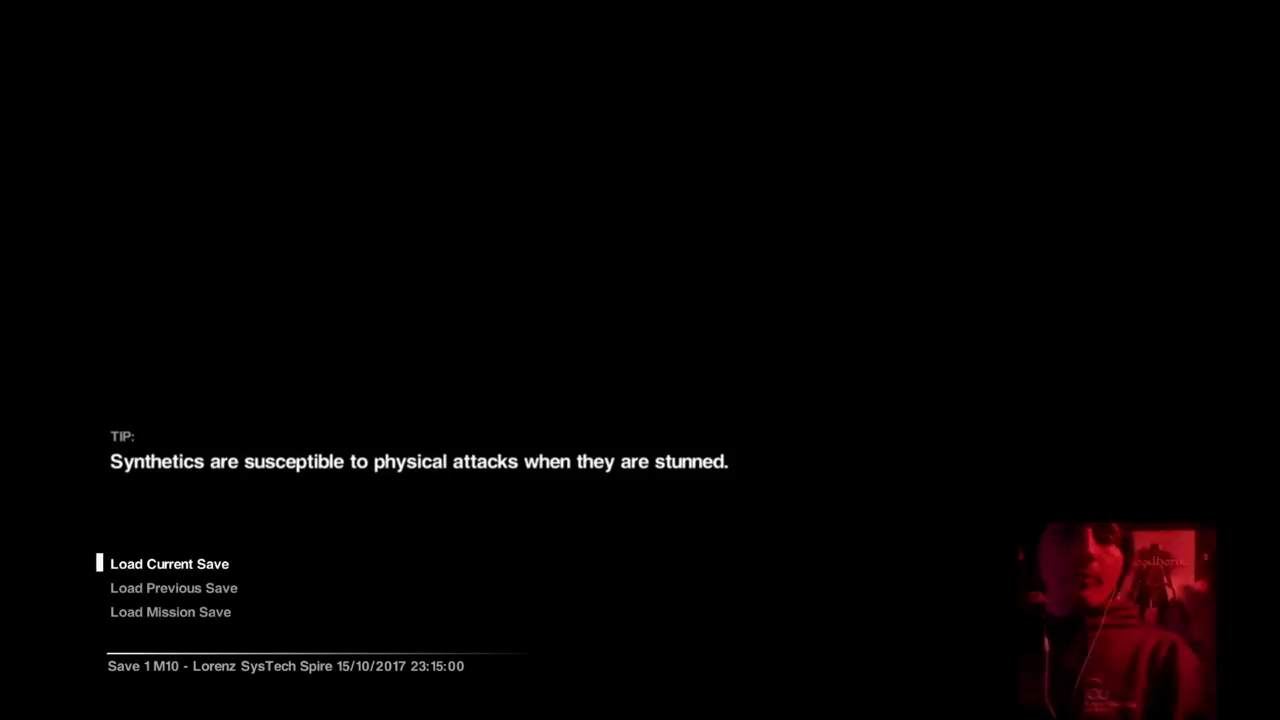 TIP:
Synthetics are susceptible to physical attacks when they are stunned.
Load Current Save
Load Previous Save
Load Mission Save
Save 1 M10 - Lorenz SysTech Spire 15/10/2017 23:15:00